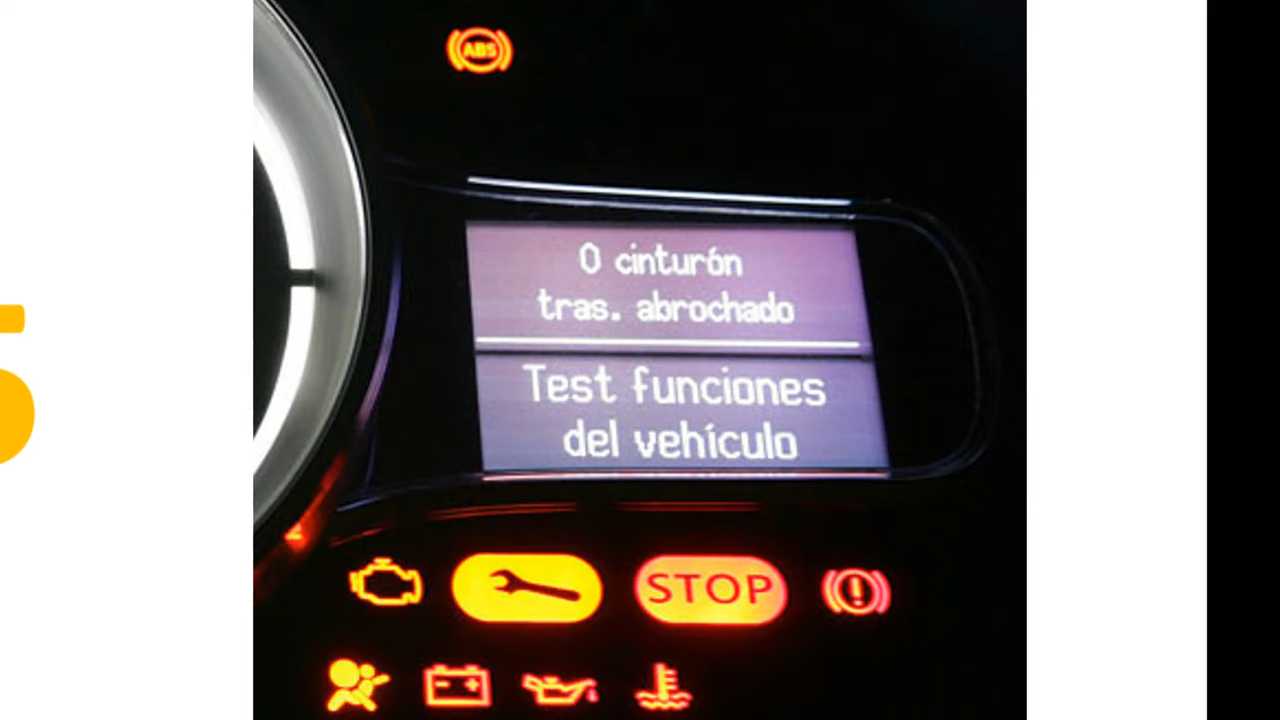 ABS
0 cinturón
tras. abrochado
Test funciones
del vehículo
STOP